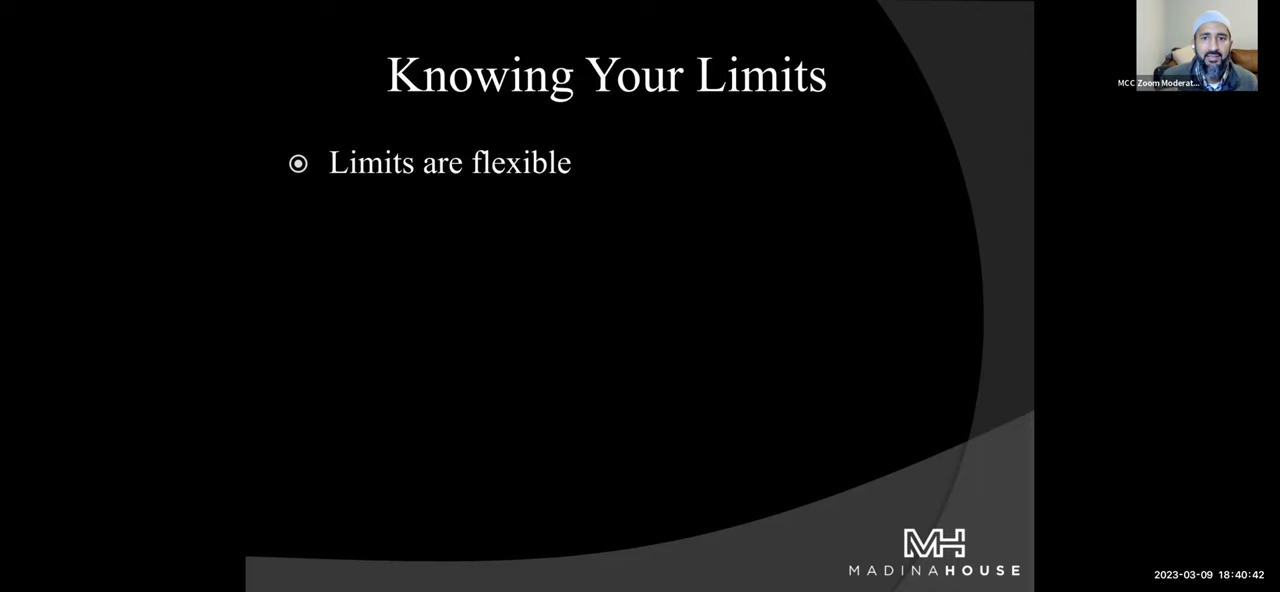 Knowing Your Limits
Limits are flexible
MCC Zoom Moderat...
MH
MADINAHOUSE
2023-03-09 18:40:42